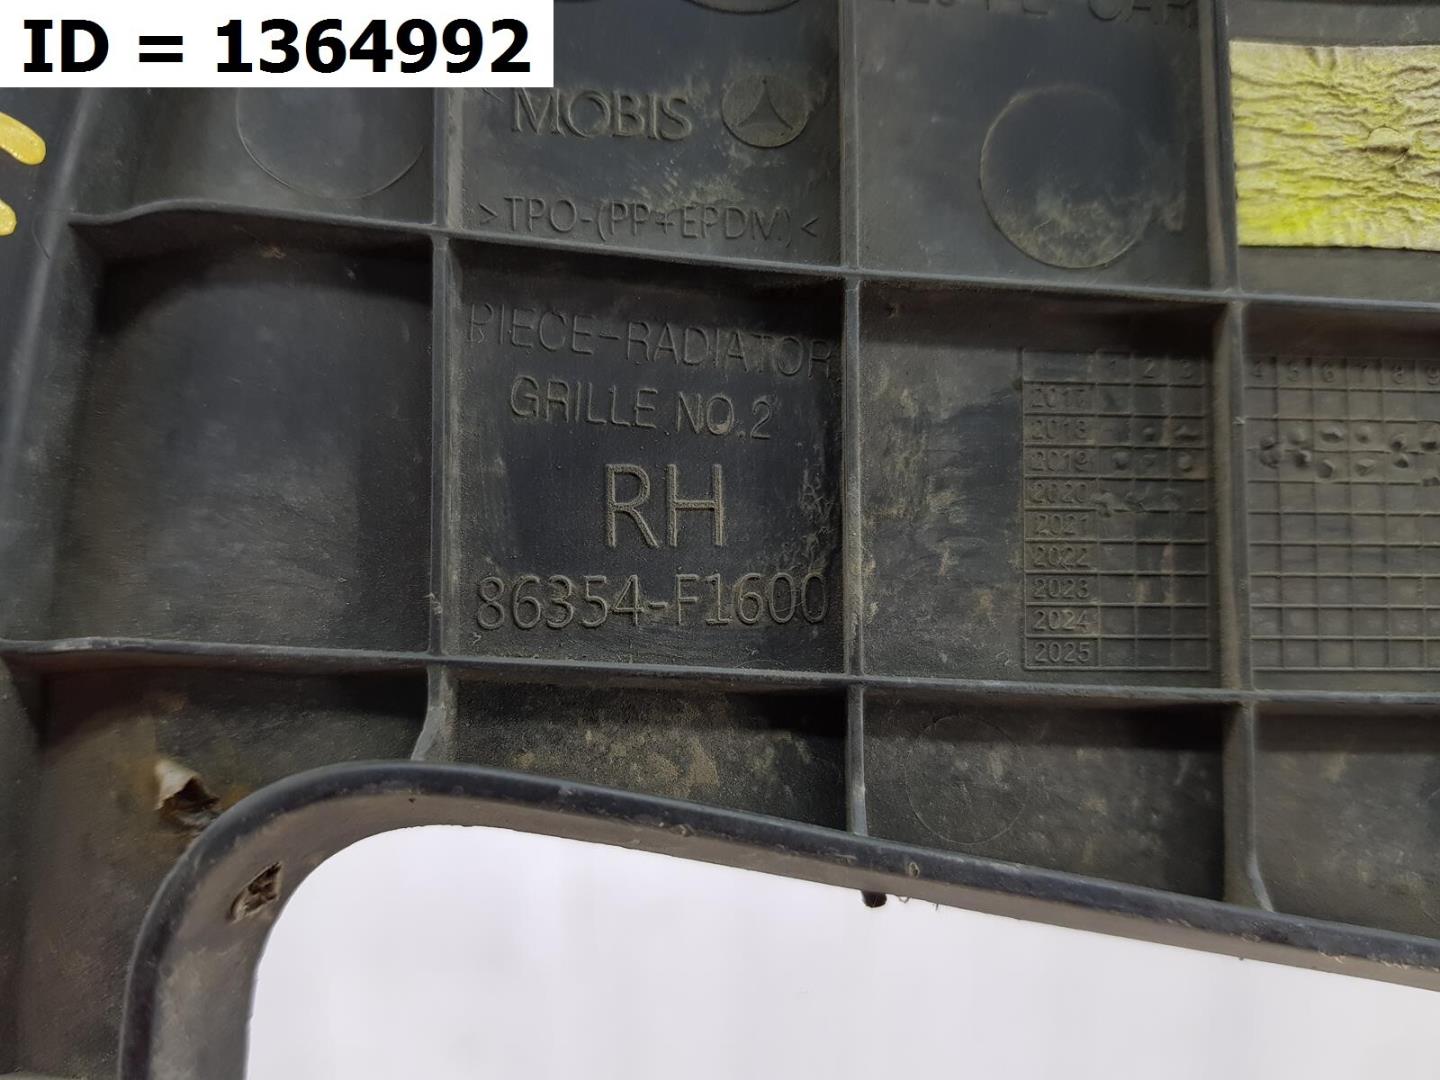 ID = 1364992
MOBIS
>TPO-(PP+EPDM)<
PIECE-RADIATOR
GRILLE NO.2
RH
86354-F1600
1 2 3 4 5 6 7 8 9
2017
2018
2019
2020
2021
2022
2023
2024
2025